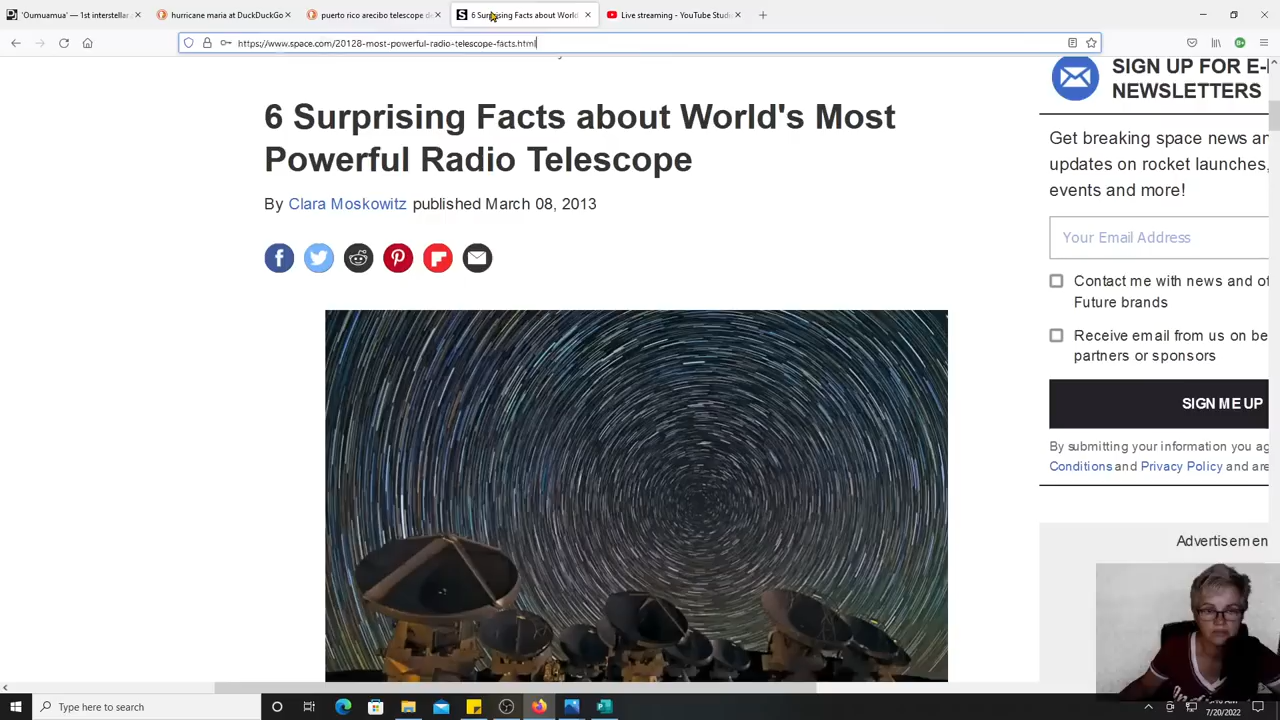 'Oumuamua' — 1st interstellar
hurricane maria at DuckDuckGo
puerto rico arecibo telescope d
6 Surprising Facts about World
Live streaming - YouTube Studi
https://www.space.com/20128-most-powerful-radio-telescope-facts.html
6 Surprising Facts about World's Most
Powerful Radio Telescope
By Clara Moskowitz published March 08, 2013
SIGN UP FOR E-
NEWSLETTERS
Get breaking space news an
updates on rocket launches,
events and more!
Your Email Address
Contact me with news and of
Future brands
Receive email from us on be
partners or sponsors
SIGN ME UP
By submitting your information you ag
Conditions and Privacy Policy and are
Advertisemen
Type here to search
7/20/2022